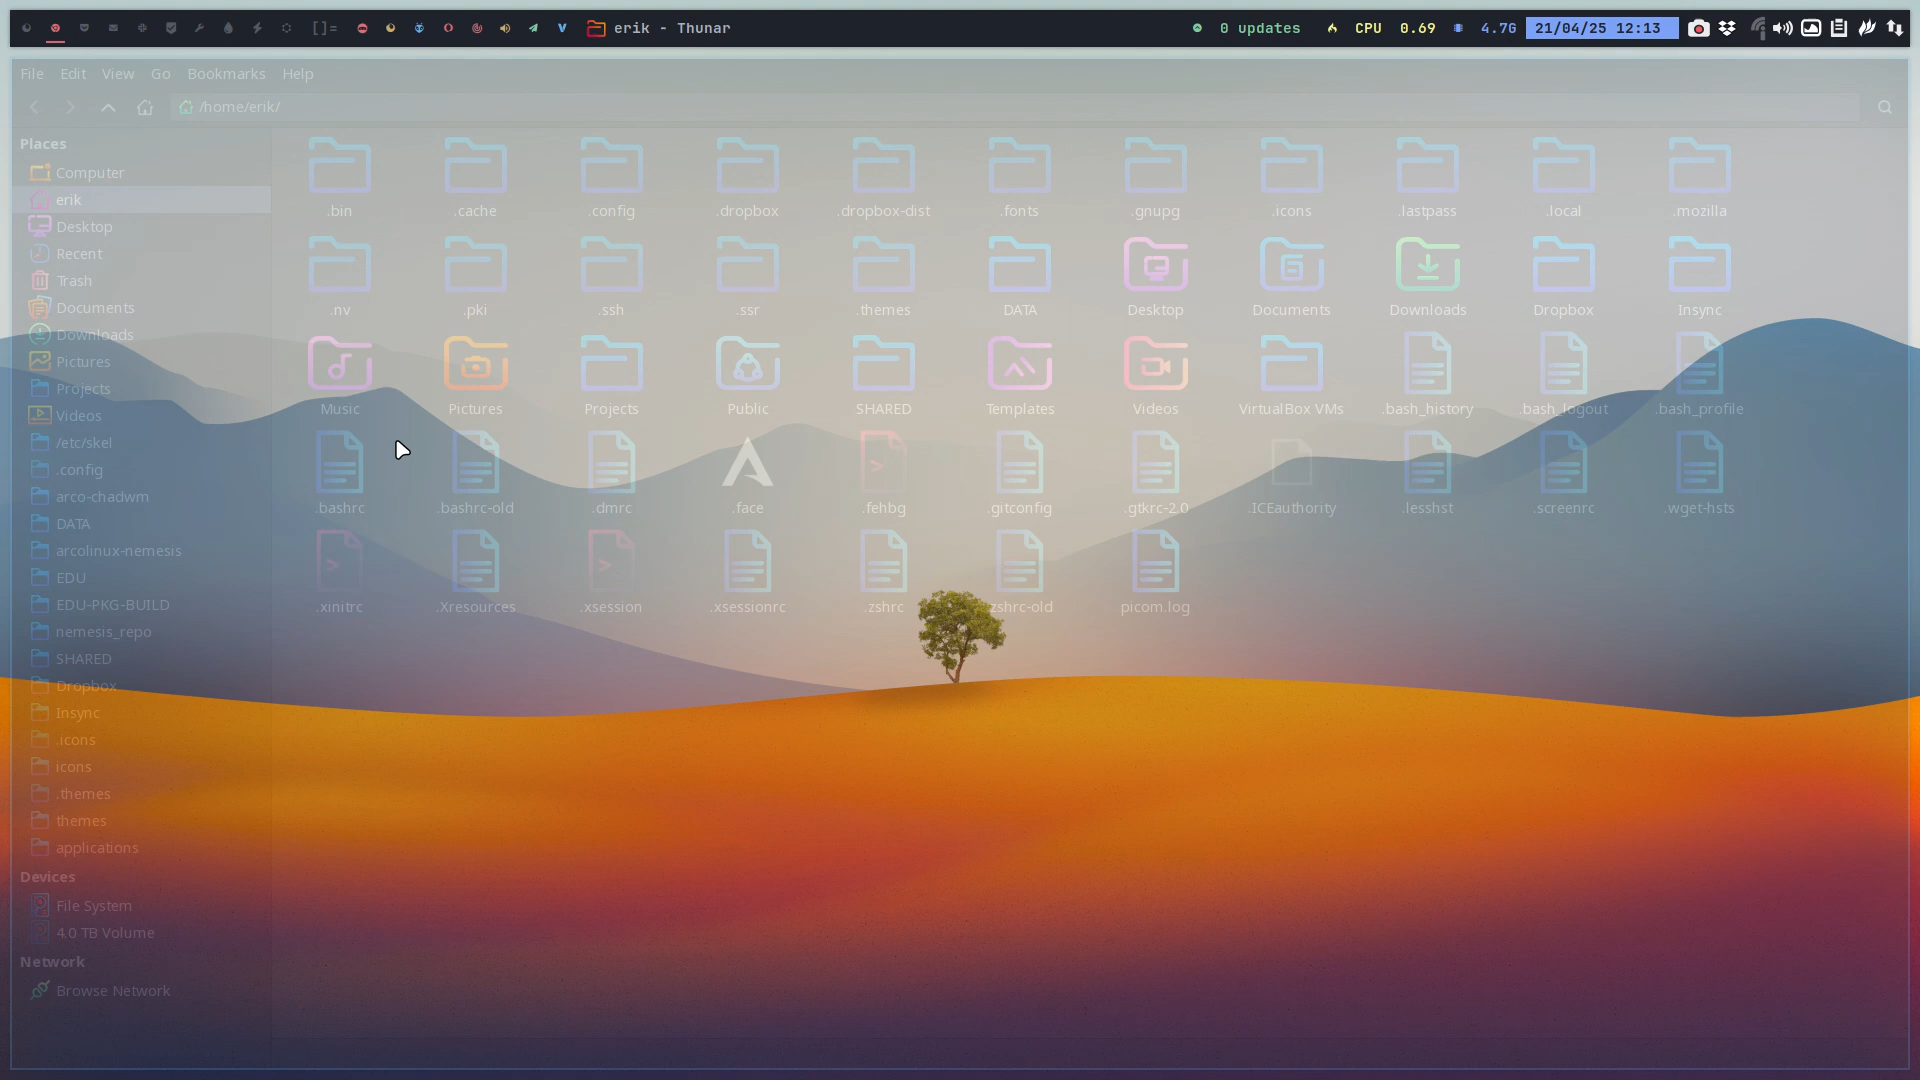 []= erik - Thunar 0 updates CPU 0.69 4.7G 21/04/25 12:13
File Edit View Go Bookmarks Help
/home/erik/
Places
Computer
erik
Desktop
Recent
Trash
Documents
Downloads
Pictures
Projects
Videos
/etc/skel
.config
arco-chadwm
DATA
arcolinux-nemesis
EDU
EDU-PKG-BUILD
nemesis_repo
SHARED
Dropbox
Insync
.icons
icons
.themes
themes
applications
Devices
File System
4.0 TB Volume
Network
Browse Network
.bin .cache .config .dropbox .dropbox-dist .fonts .gnupg .icons .lastpass .local .mozilla
.nv .pki .ssh .ssr .themes DATA Desktop Documents Downloads Dropbox Insync
Music Pictures Projects Public SHARED Templates Videos VirtualBox VMs .bash_history .bash_logout .bash_profile
.bashrc .bashrc-old .dmrc .face .fehbg .gitconfig .gtkrc-2.0 .ICEauthority .lesshst .screenrc .wget-hsts
.xinitrc .Xresources .xsession .xsessionrc .zshrc .zshrc-old picom.log